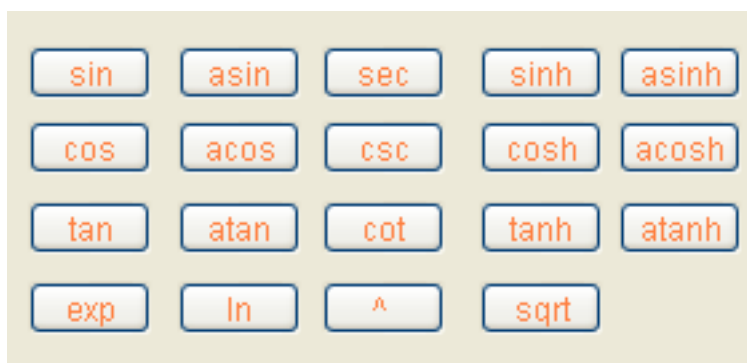 sin asin sec sinh asinh
cos acos csc cosh acosh
tan atan cot tanh atanh
exp ln ^ sqrt